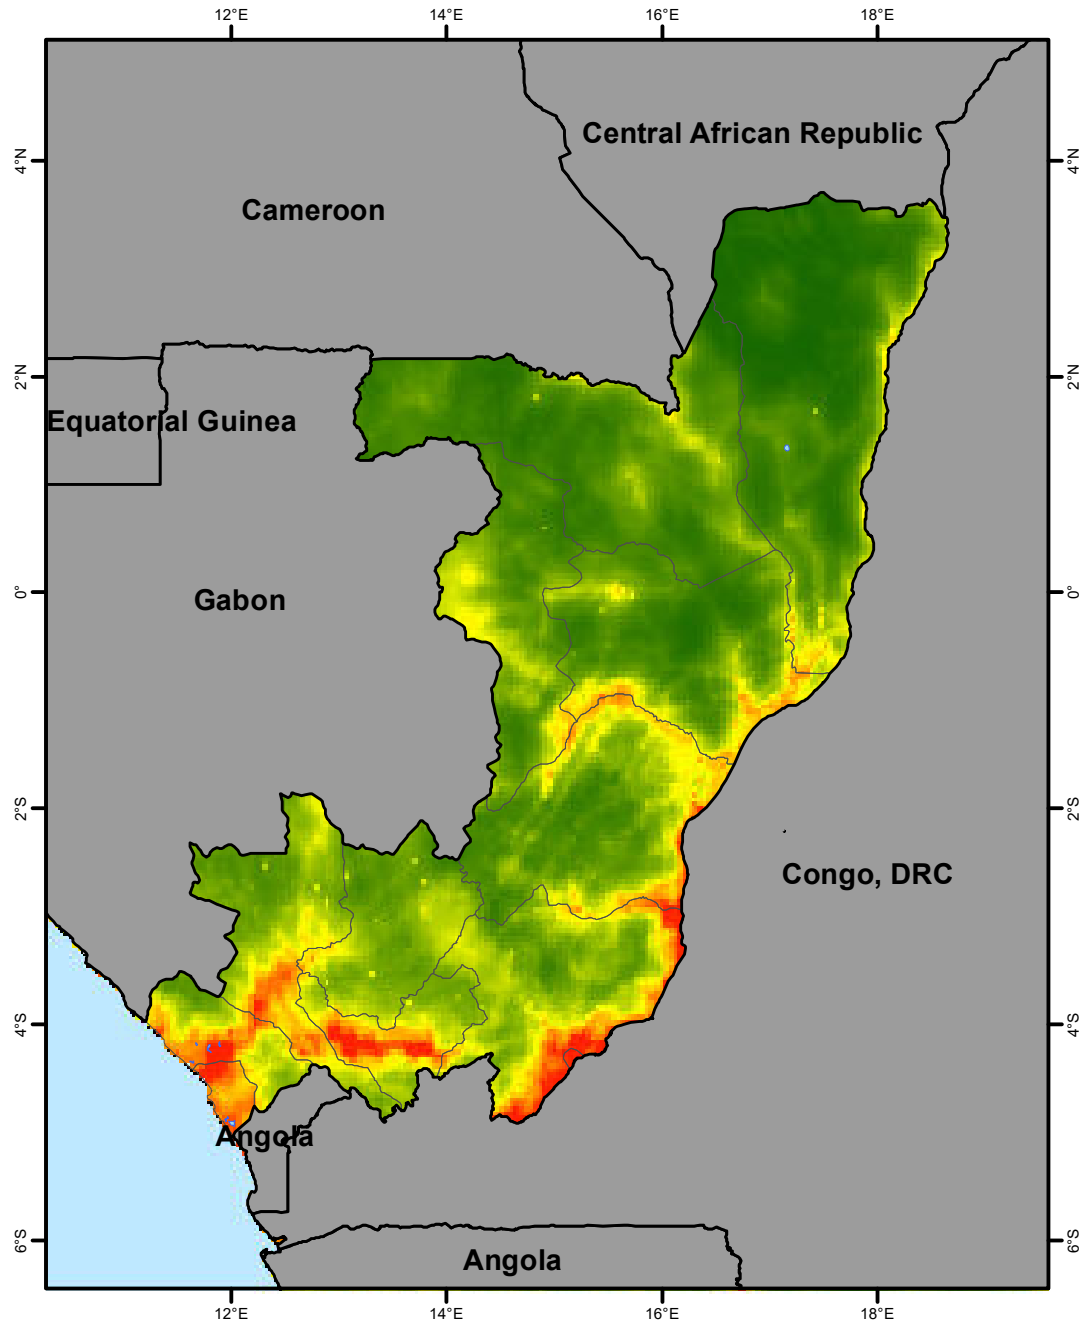 12°E 14°E 16°E 18°E
Central African Republic
4°N 4°N
Cameroon
2°N 2°N
Equatorial Guinea
0° 0°
Gabon
2°S 2°S
Congo, DRC
4°S 4°S
Angola
6°S 6°S
Angola
12°E 14°E 16°E 18°E